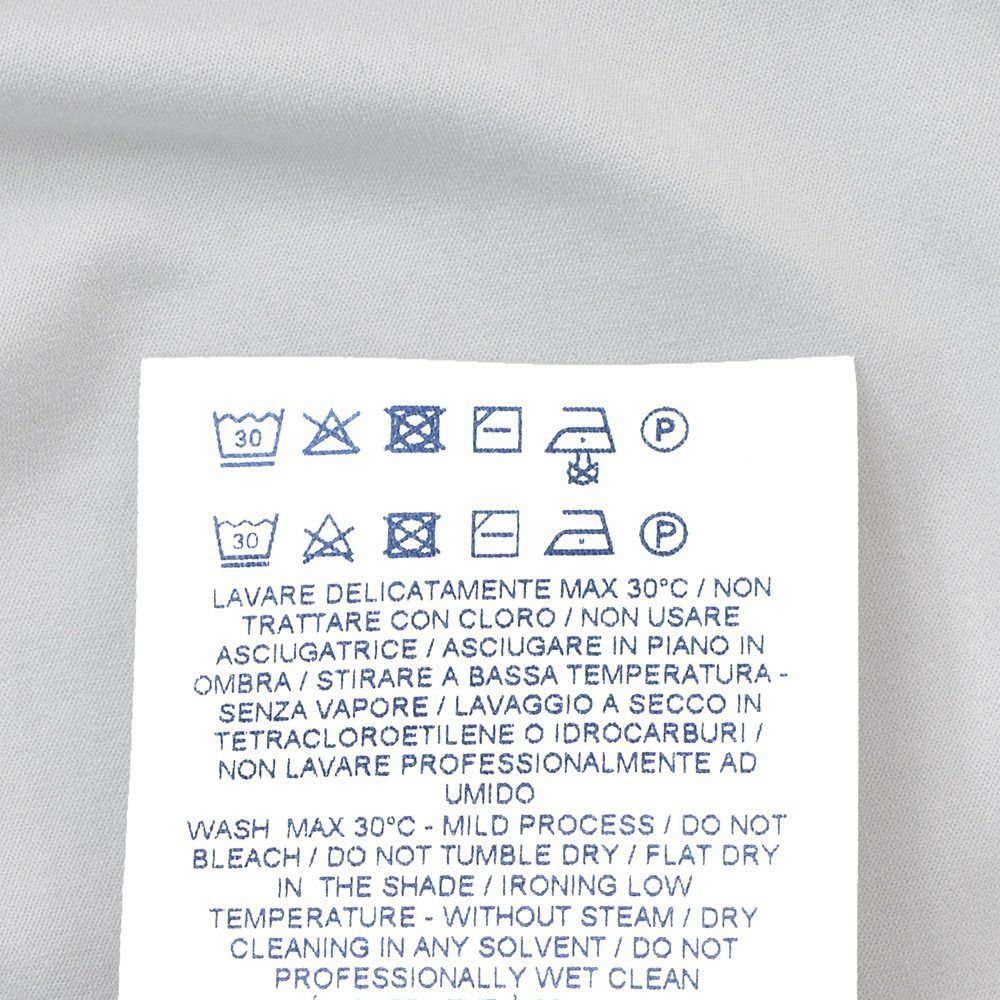 30 P
30 P
LAVARE DELICATAMENTE MAX 30°C / NON
TRATTARE CON CLORO / NON USARE
ASCIUGATRICE / ASCIUGARE IN PIANO IN
OMBRA / STIRARE A BASSA TEMPERATURA -
SENZA VAPORE / LAVAGGIO A SECCO IN
TETRACLOROETILENE O IDROCARBURI /
NON LAVARE PROFESSIONALMENTE AD
UMIDO
WASH MAX 30°C - MILD PROCESS / DO NOT
BLEACH / DO NOT TUMBLE DRY / FLAT DRY
IN THE SHADE / IRONING LOW
TEMPERATURE - WITHOUT STEAM / DRY
CLEANING IN ANY SOLVENT / DO NOT
PROFESSIONALLY WET CLEAN